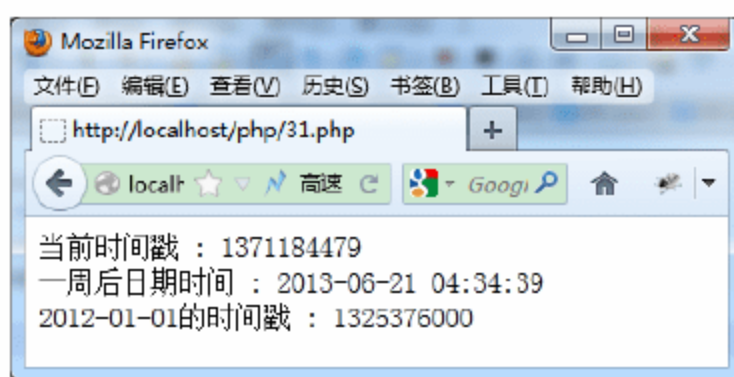 Mozilla Firefox
文件(F) 编辑(E) 查看(V) 历史(S) 书签(B) 工具(T) 帮助(H)
http://localhost/php/31.php
localh 高速 Googl
当前时间戳 : 1371184479
一周后日期时间 : 2013-06-21 04:34:39
2012-01-01的时间戳 : 1325376000